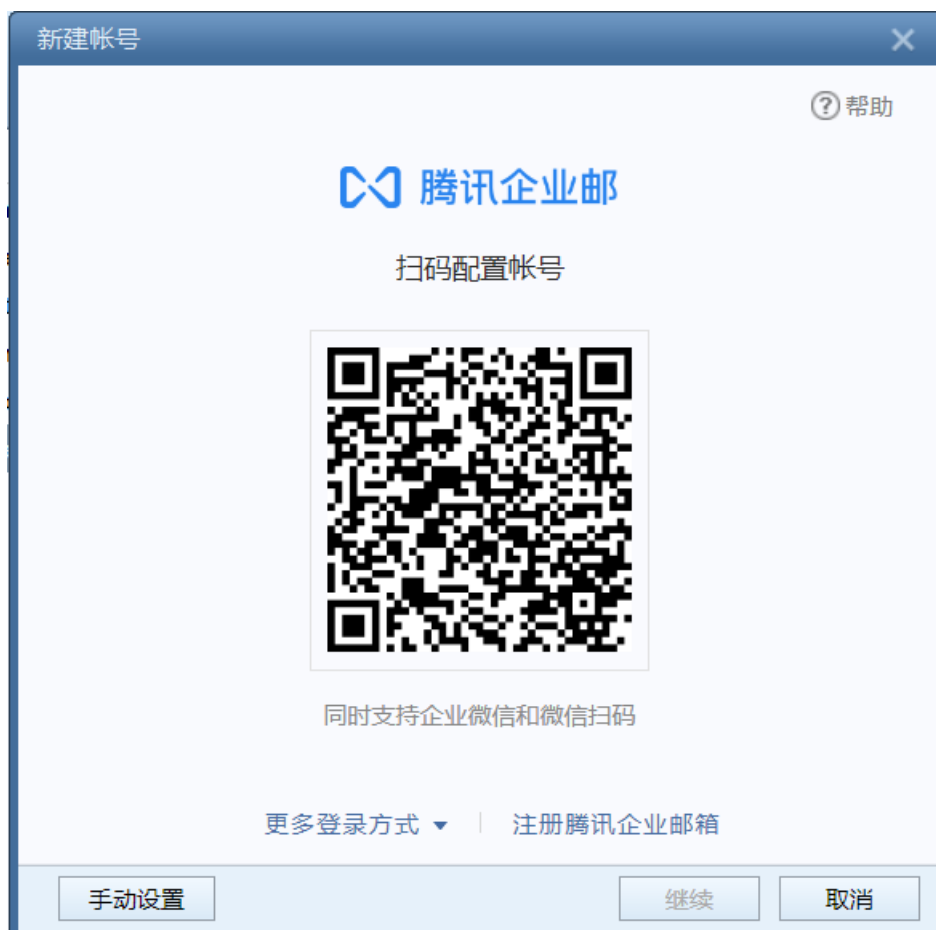 新建帐号
帮助
腾讯企业邮
扫码配置帐号
同时支持企业微信和微信扫码
更多登录方式 注册腾讯企业邮箱
手动设置 继续 取消